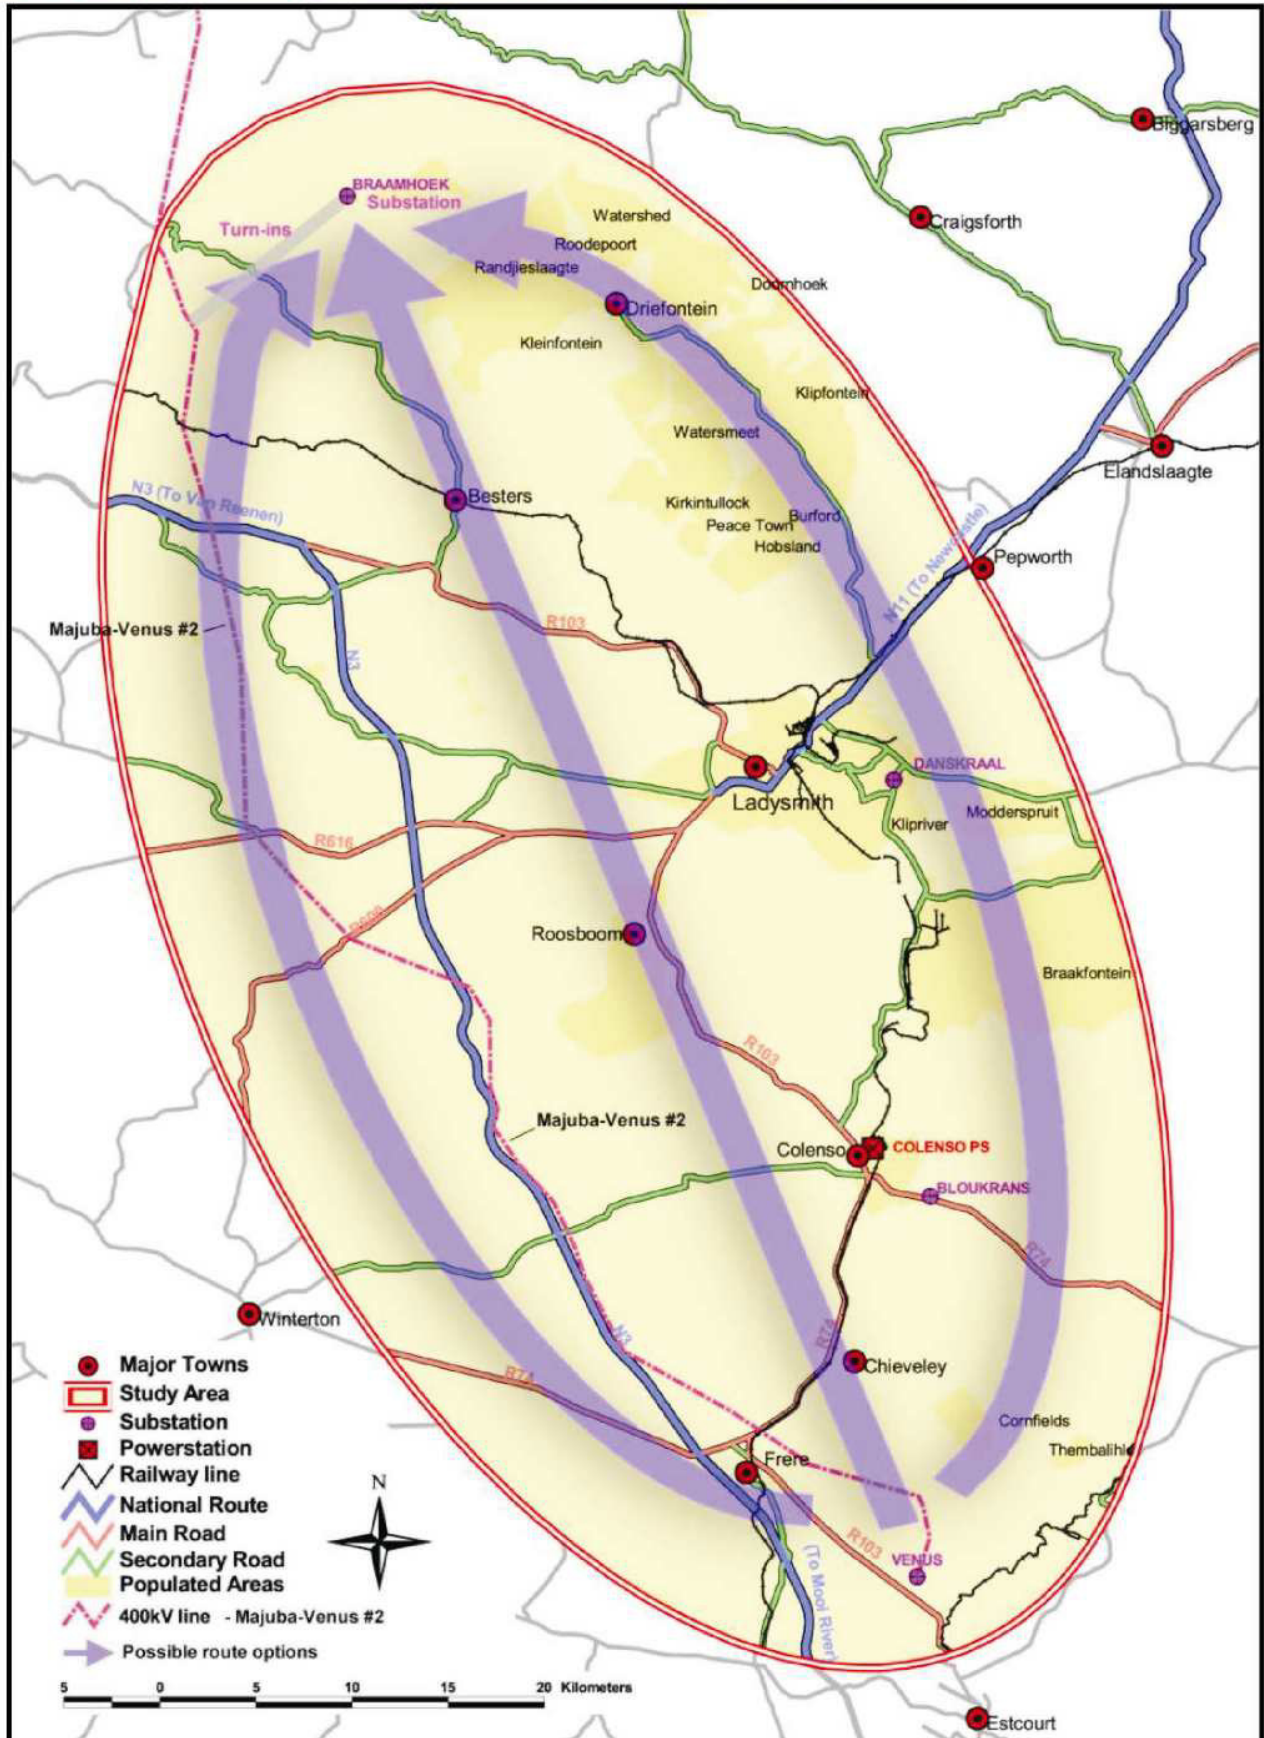 Biggarsberg
BRAAMHOEK
Substation
Watershed
Craigsforth
Turn-ins
Roodepoort
Randjieslaagte
Doornhoek
Driefontein
Kleinfontein
Klipfontein
Watersmeet
Elandslaagte
N3 (To Van Reenen)
Besters
Kirkintullock
Peace Town
Burford
Hobsland
N11 (To Newcastle)
Pepworth
Majuba-Venus #2
R103
N3
DANSKRAAL
Ladysmith
Modderspruit
Klipriver
R616
R600
Roosboom
Braakfontein
R103
Majuba-Venus #2
Colenso
COLENSO PS
BLOUKRANS
R74
Winterton
N3
R74
Chieveley
R74
Cornfields
Thembalihle
Frere
R103
VENUS
(To Mooi River)
Estcourt
Major Towns
Study Area
Substation
Powerstation
Railway line
National Route
Main Road
Secondary Road
Populated Areas
400kV line - Majuba-Venus #2
Possible route options
N
5 0 5 10 15 20 Kilometers